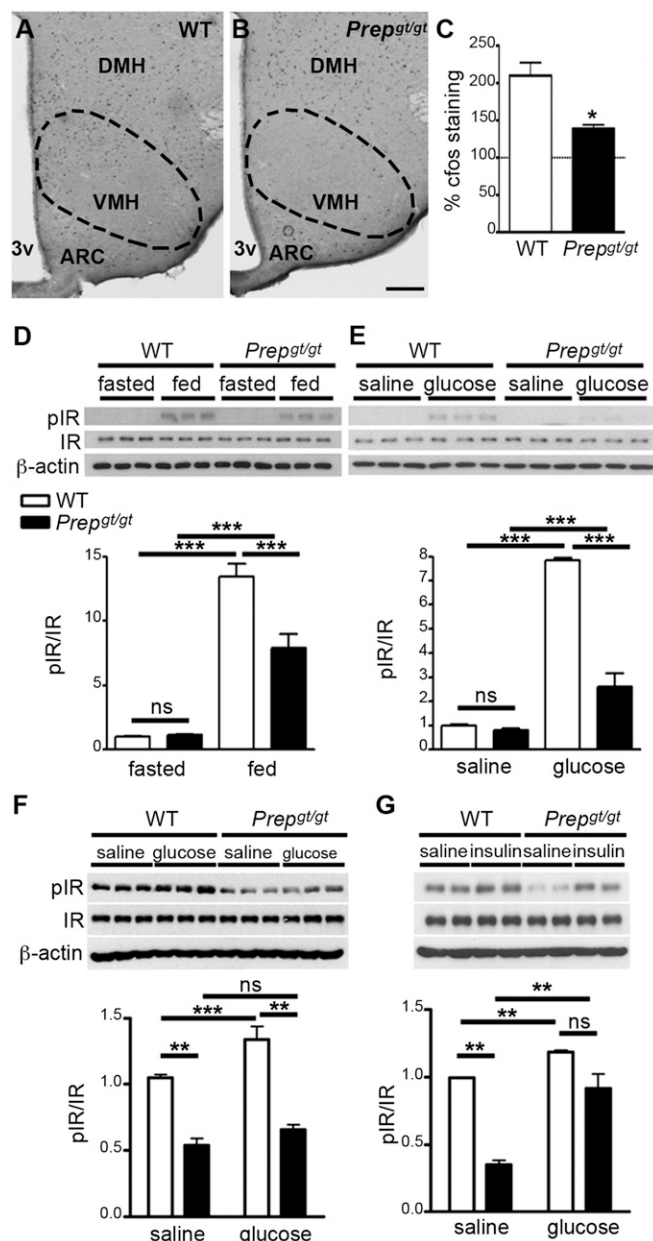 A WT
DMH
VMH
3v ARC
B Prepgt/gt
DMH
VMH
3v ARC
C
% cfos staining
250
200
150
100
50
0
*
WT Prepgt/gt
D
WT Prepgt/gt
fasted fed fasted fed
pIR
IR
β-actin
WT
Prepgt/gt
***
*** ***
ns
pIR/IR
15
10
5
0
fasted fed
E
WT Prepgt/gt
saline glucose saline glucose
***
*** ***
ns
pIR/IR
8
7
6
5
4
3
2
1
0
saline glucose
F
WT Prepgt/gt
saline glucose saline glucose
pIR
IR
β-actin
ns
*** **
**
pIR/IR
1.5
1.0
0.5
0.0
saline glucose
G
WT Prepgt/gt
saline insulin saline insulin
**
** ns
**
pIR/IR
1.5
1.0
0.5
0.0
saline glucose